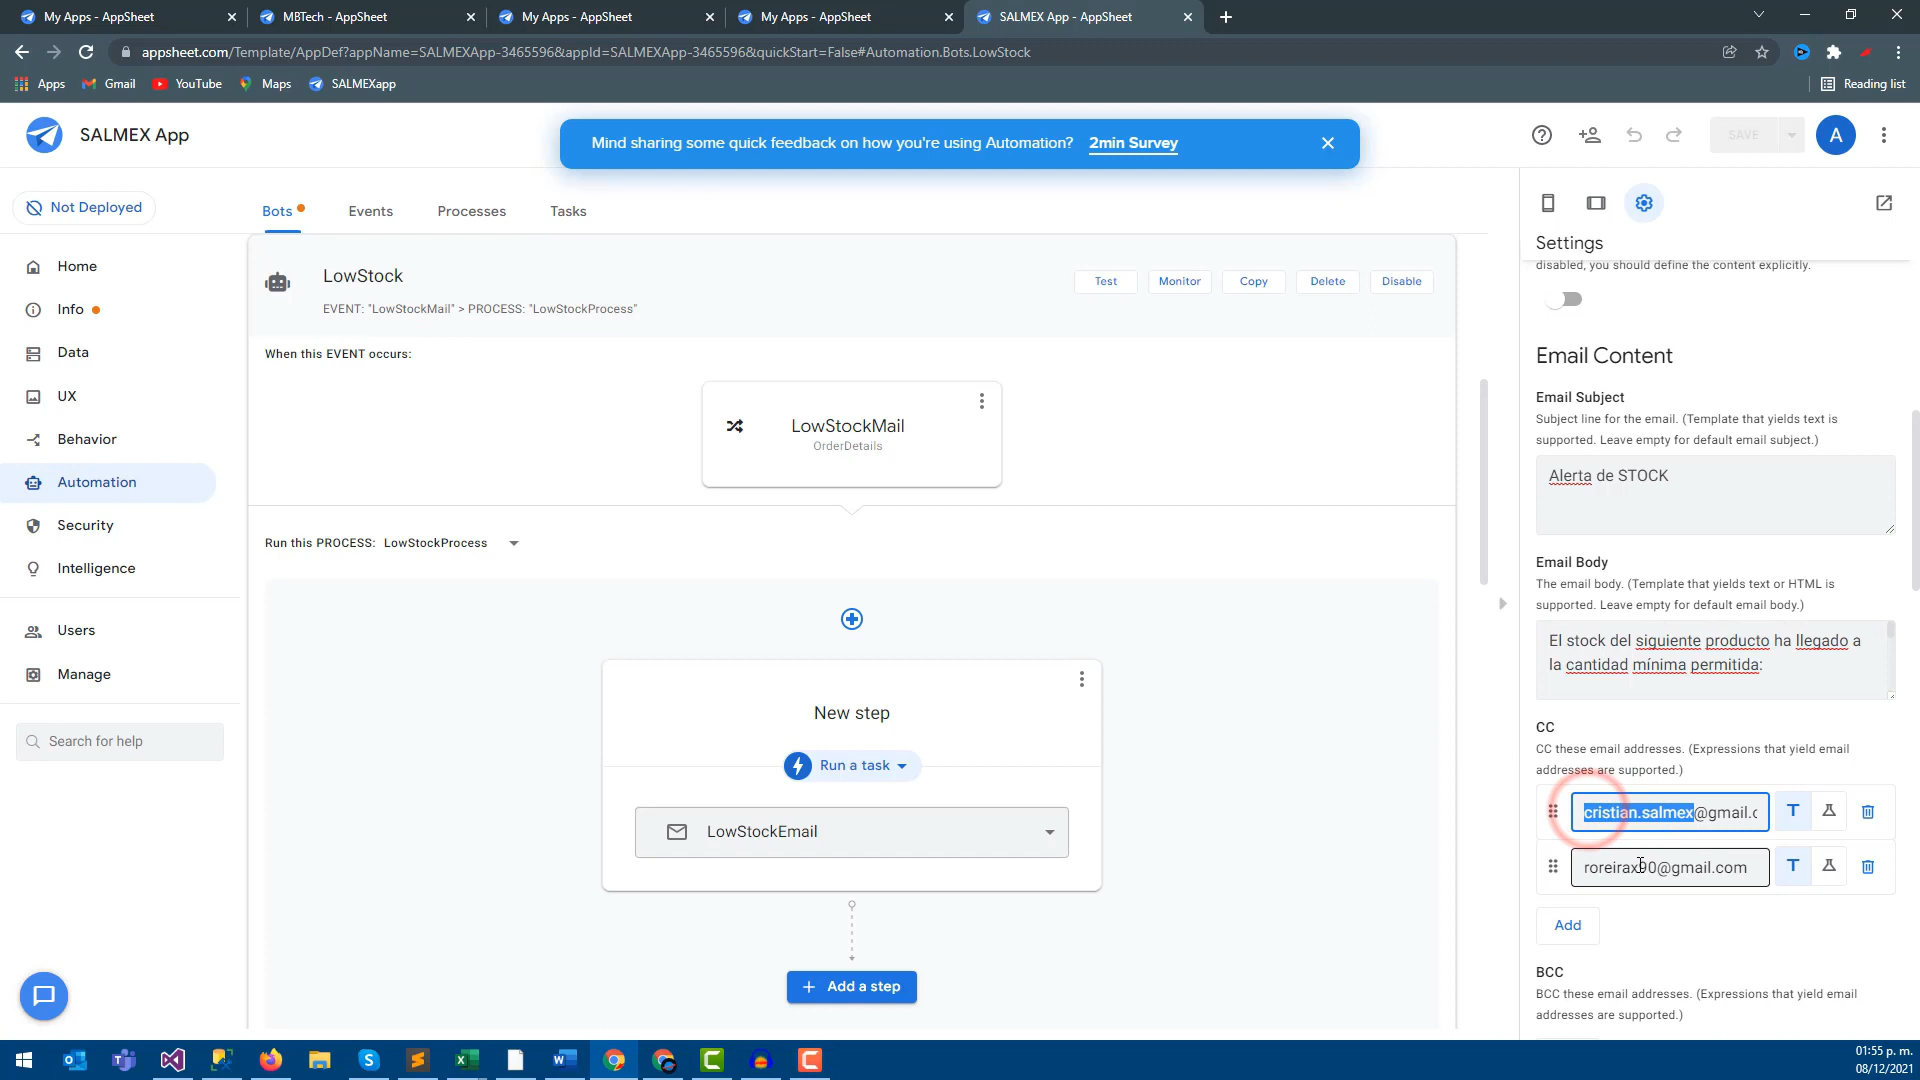 My Apps - AppSheet
MBTech - AppSheet
My Apps - AppSheet
My Apps - AppSheet
SALMEX App - AppSheet
appsheet.com/Template/AppDef?appName=SALMEXApp-3465596&appId=SALMEXApp-3465596&quickStart=False#Automation.Bots.LowStock
Apps
Gmail
YouTube
Maps
SALMEXapp
Reading list
SALMEX App
Mind sharing some quick feedback on how you're using Automation? 2min Survey
SAVE
A
Not Deployed
Bots
Events
Processes
Tasks
Home
Info
Data
UX
Behavior
Automation
Security
Intelligence
Users
Manage
Search for help
LowStock
EVENT: "LowStockMail" > PROCESS: "LowStockProcess"
Test
Monitor
Copy
Delete
Disable
When this EVENT occurs:
LowStockMail
OrderDetails
Run this PROCESS: LowStockProcess
New step
Run a task
LowStockEmail
Add a step
Settings
disabled, you should define the content explicitly.
Email Content
Email Subject
Subject line for the email. (Template that yields text is
supported. Leave empty for default email subject.)
Alerta de STOCK
Email Body
The email body. (Template that yields text or HTML is
supported. Leave empty for default email body.)
El stock del siguiente producto ha llegado a
la cantidad mínima permitida:
CC
CC these email addresses. (Expressions that yield email
addresses are supported.)
cristian.salmex@gmail.c
T
roreirax90@gmail.com
T
Add
BCC
BCC these email addresses. (Expressions that yield email
addresses are supported.)
01:55 p. m.
08/12/2021